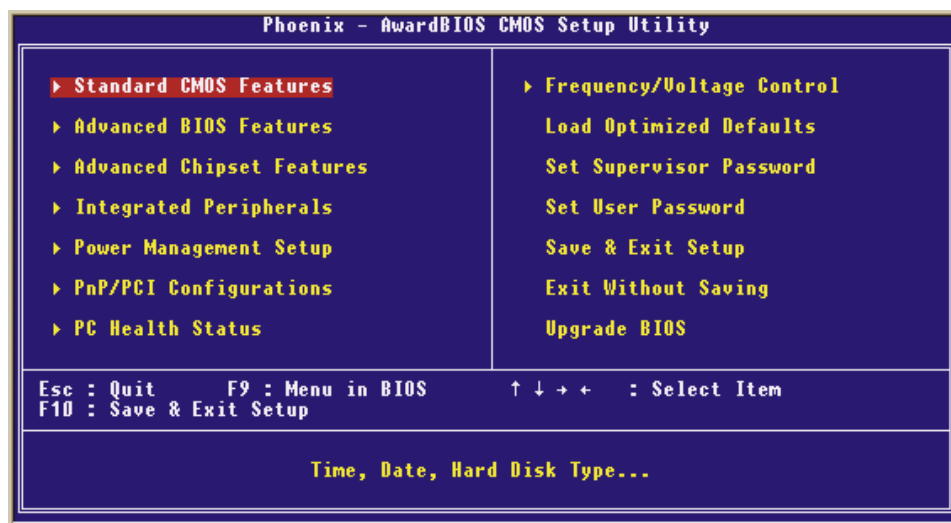 Phoenix - AwardBIOS CMOS Setup Utility
▸ Standard CMOS Features
▸ Advanced BIOS Features
▸ Advanced Chipset Features
▸ Integrated Peripherals
▸ Power Management Setup
▸ PnP/PCI Configurations
▸ PC Health Status
▸ Frequency/Voltage Control
Load Optimized Defaults
Set Supervisor Password
Set User Password
Save & Exit Setup
Exit Without Saving
Upgrade BIOS
Esc : Quit F9 : Menu in BIOS ↑ ↓ → ← : Select Item
F10 : Save & Exit Setup
Time, Date, Hard Disk Type...